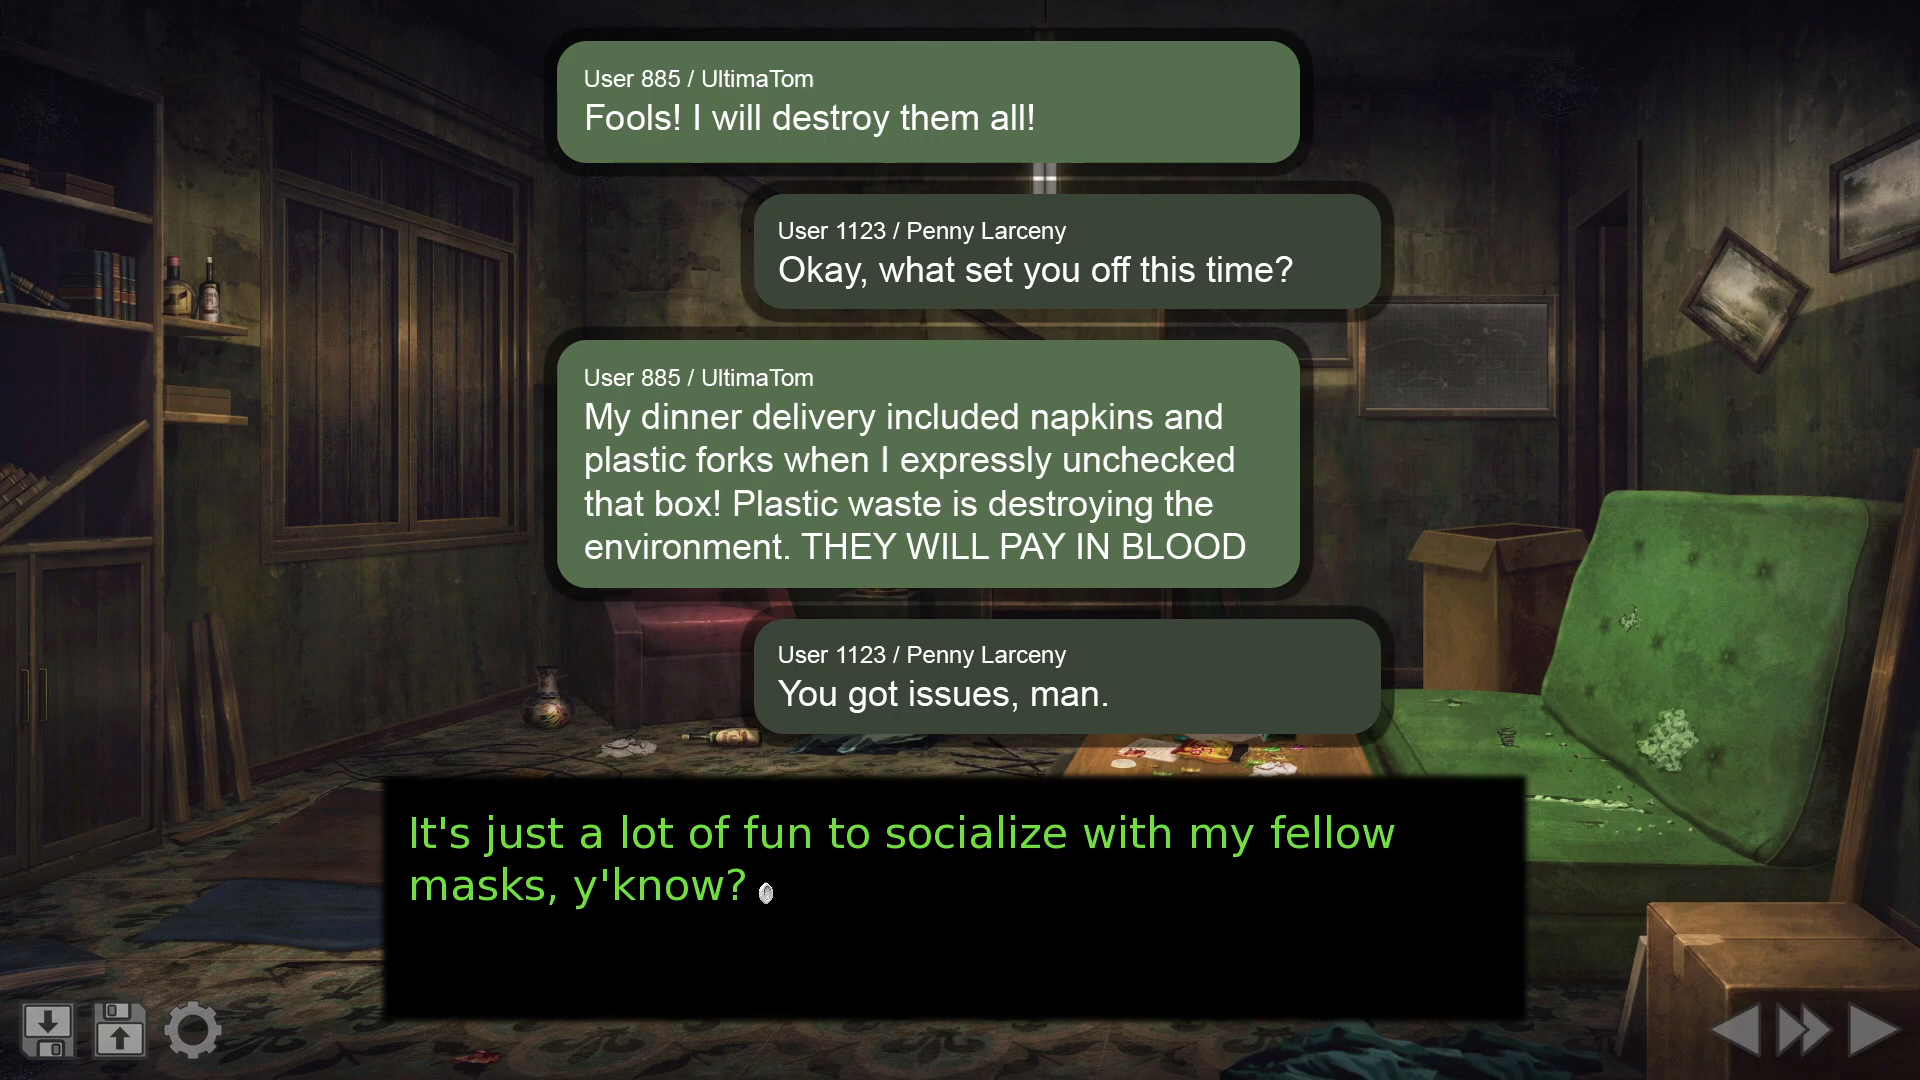 User 885 / UltimaTom
Fools! I will destroy them all!
User 1123 / Penny Larceny
Okay, what set you off this time?
User 885 / UltimaTom
My dinner delivery included napkins and
plastic forks when I expressly unchecked
that box! Plastic waste is destroying the
environment. THEY WILL PAY IN BLOOD
User 1123 / Penny Larceny
You got issues, man.
It's just a lot of fun to socialize with my fellow
masks, y'know?